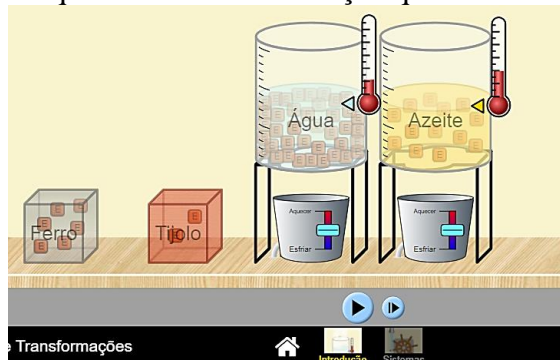 Água
Azeite
Ferro
Tijolo
Aquecer
Esfriar
Aquecer
Esfriar
e Transformações
Introdução
Sistemas